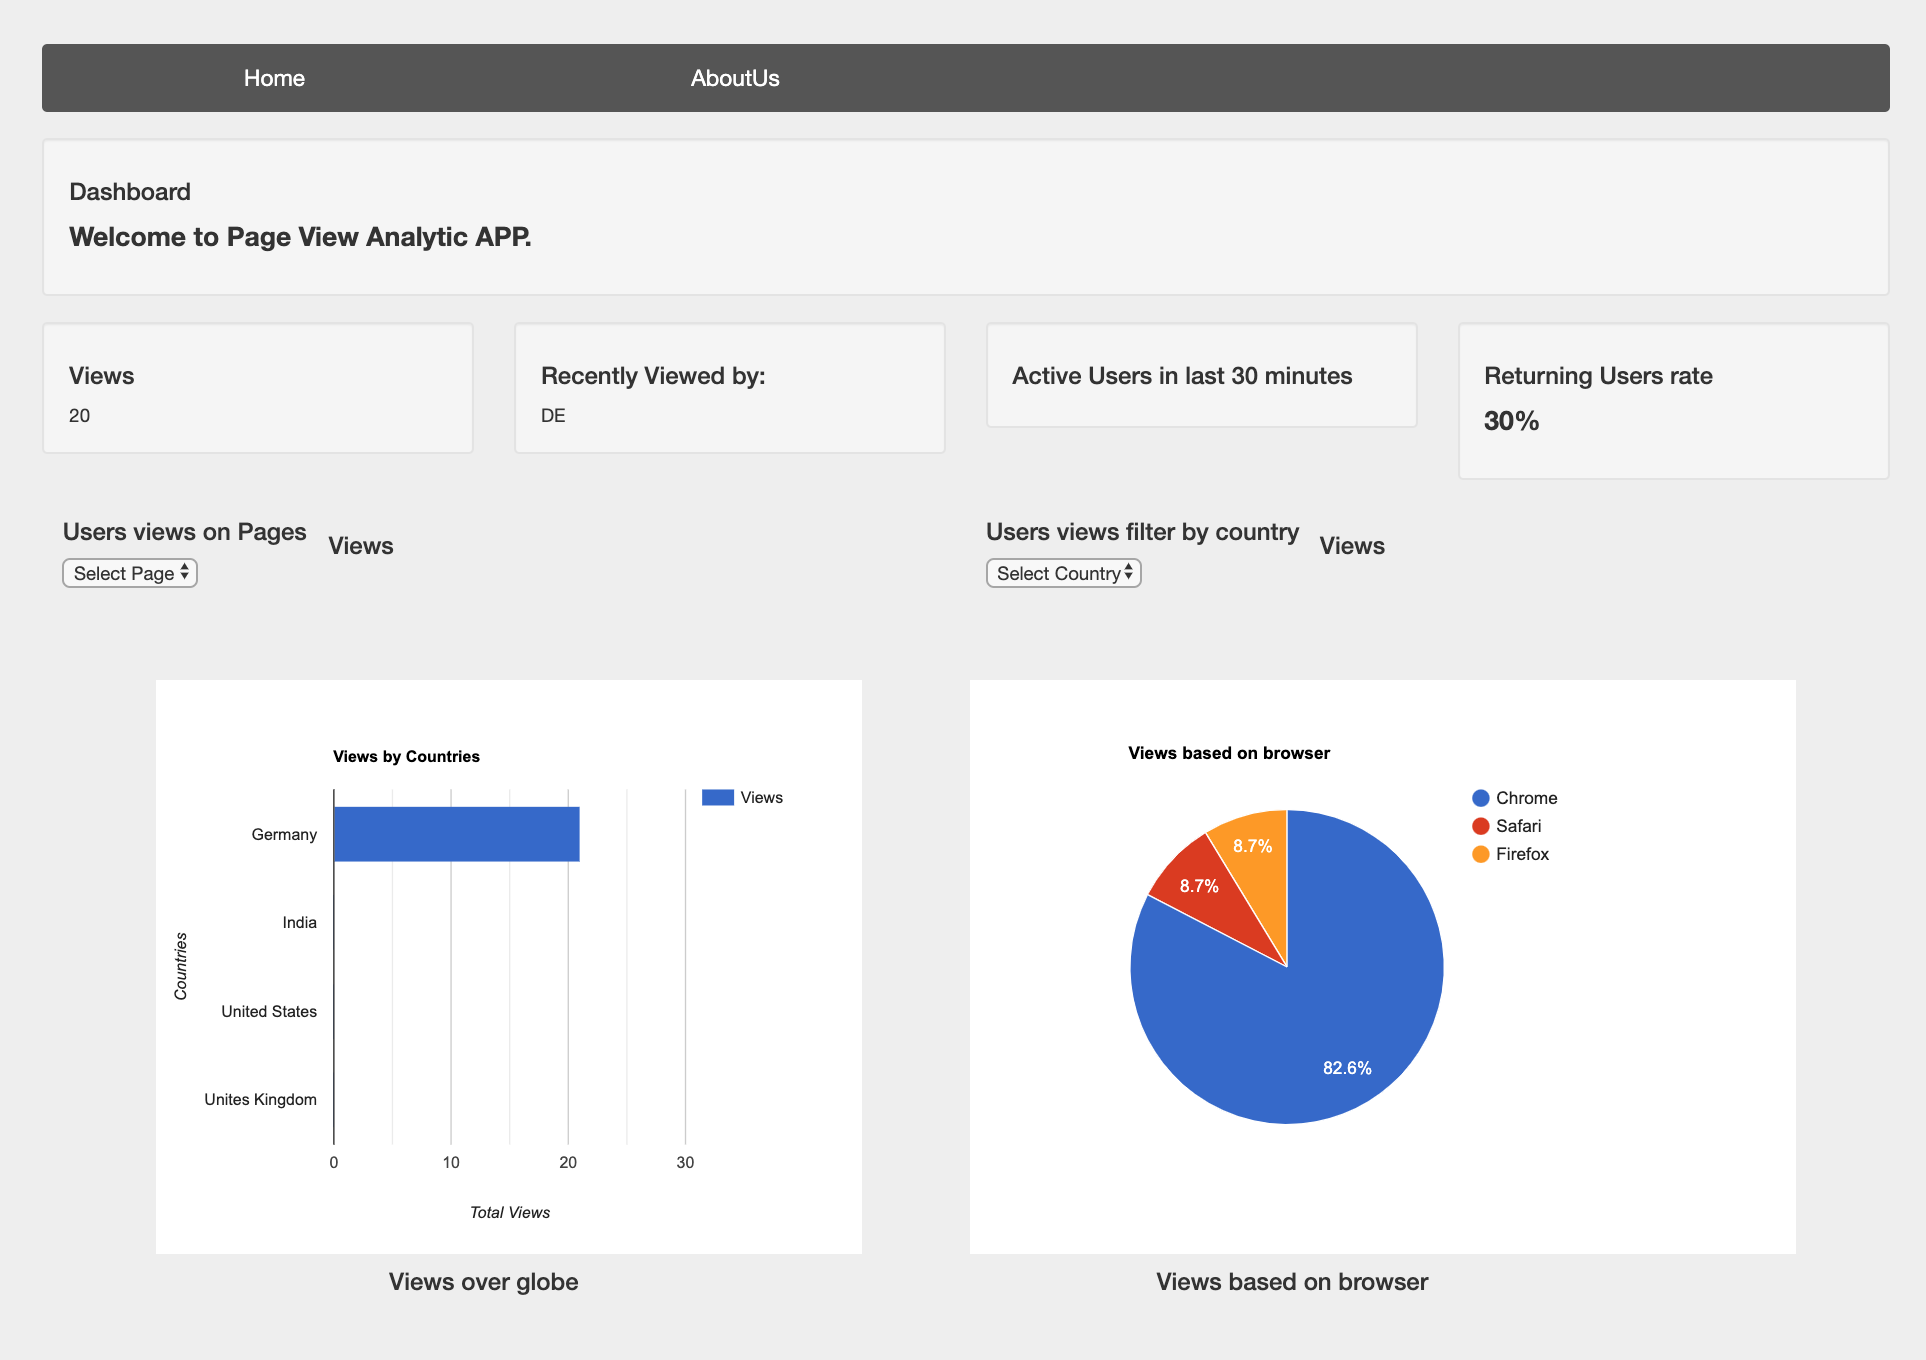 Home
AboutUs
Dashboard
Welcome to Page View Analytic APP.
Views
20
Recently Viewed by:
DE
Active Users in last 30 minutes
Returning Users rate
30%
Users views on Pages
Views
Select Page
Users views filter by country
Views
Select Country
Views by Countries
Views
Germany
India
United States
Unites Kingdom
Countries
0 10 20 30
Total Views
Views over globe
Views based on browser
Chrome
Safari
Firefox
8.7%
8.7%
82.6%
Views based on browser